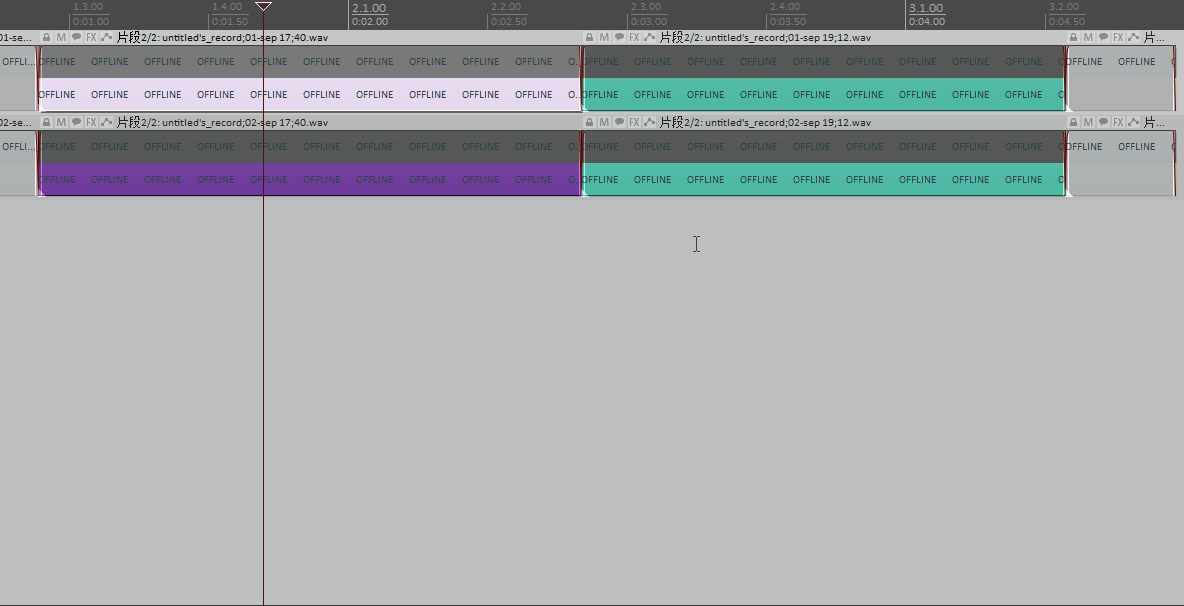 1.3.00 1.4.00 2.1.00 2.2.00 2.3.00 2.4.00 3.1.00 3.2.00
0:01.00 0:01.50 0:02.00 0:02.50 0:03.00 0:03.50 0:04.00 0:04.50
01-se... M FX 片段2/2: untitled's_record;01-sep 17;40.wav M FX 片段2/2: untitled's_record;01-sep 19;12.wav M FX 片...
OFFLI... OFFLINE OFFLINE OFFLINE OFFLINE OFFLINE OFFLINE OFFLINE OFFLINE OFFLINE OFFLINE O... OFFLINE OFFLINE OFFLINE OFFLINE OFFLINE OFFLINE OFFLINE OFFLINE OFFLINE OFFLINE OFFLINE
OFFLINE OFFLINE OFFLINE OFFLINE OFFLINE OFFLINE OFFLINE OFFLINE OFFLINE OFFLINE O... OFFLINE OFFLINE OFFLINE OFFLINE OFFLINE OFFLINE OFFLINE OFFLINE OFFLINE
02-se... M FX 片段2/2: untitled's_record;02-sep 17;40.wav M FX 片段2/2: untitled's_record;02-sep 19;12.wav M FX 片...
OFFLI... OFFLINE OFFLINE OFFLINE OFFLINE OFFLINE OFFLINE OFFLINE OFFLINE OFFLINE OFFLINE O... OFFLINE OFFLINE OFFLINE OFFLINE OFFLINE OFFLINE OFFLINE OFFLINE OFFLINE OFFLINE OFFLINE
OFFLINE OFFLINE OFFLINE OFFLINE OFFLINE OFFLINE OFFLINE OFFLINE OFFLINE OFFLINE O... OFFLINE OFFLINE OFFLINE OFFLINE OFFLINE OFFLINE OFFLINE OFFLINE OFFLINE